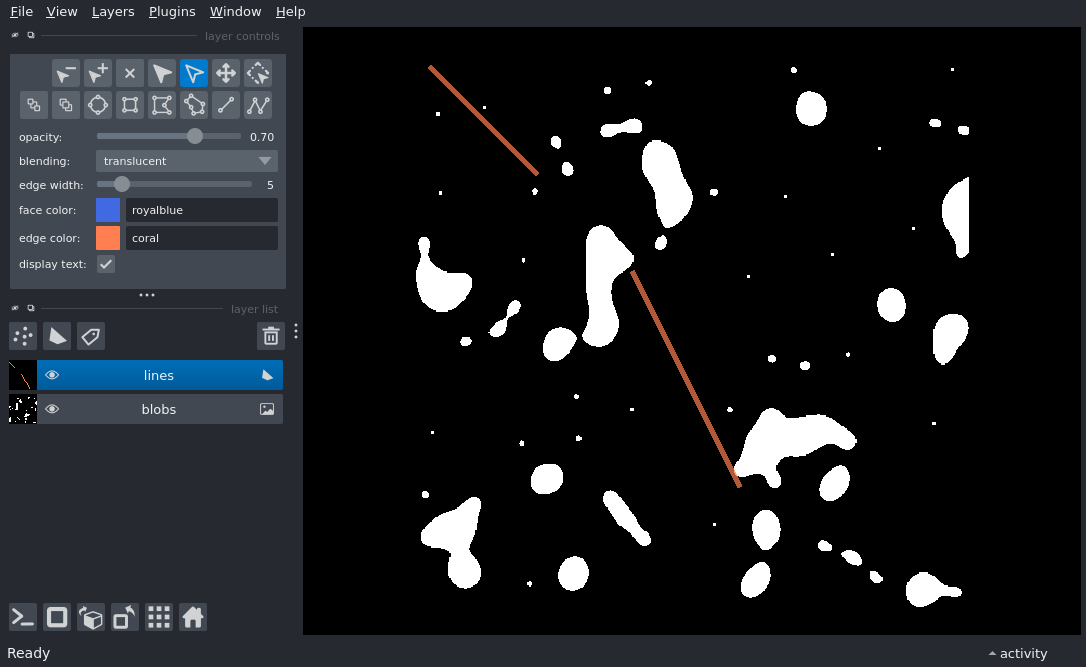 File View Layers Plugins Window Help
layer controls
opacity: 0.70
blending: translucent
edge width: 5
face color: royalblue
edge color: coral
display text:
layer list
lines
blobs
Ready
activity